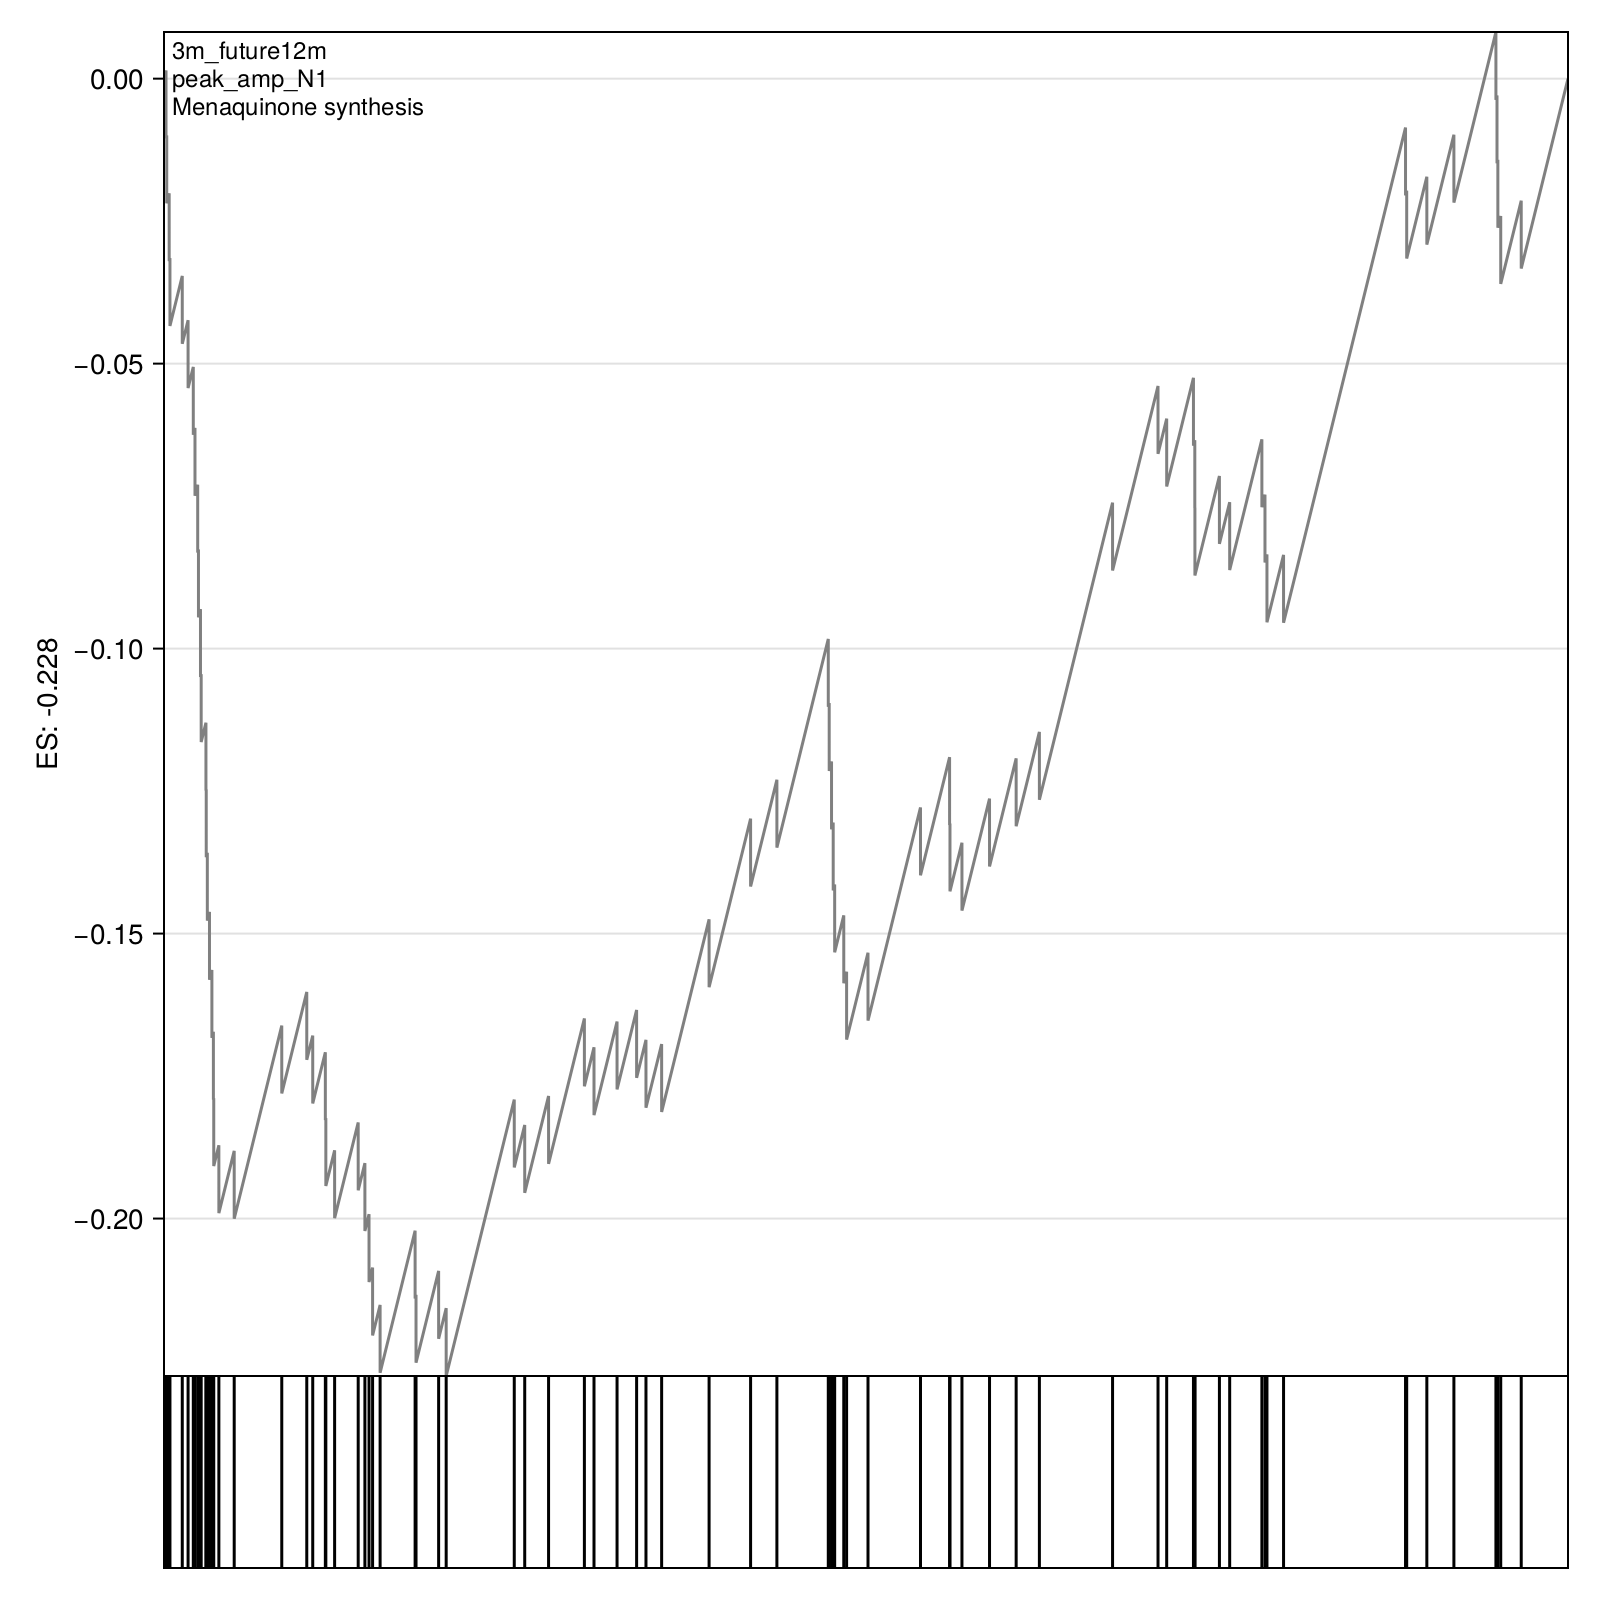 3m_future12m
peak_amp_N1
Menaquinone synthesis
0.00
−0.05
−0.10
−0.15
−0.20
ES: -0.228